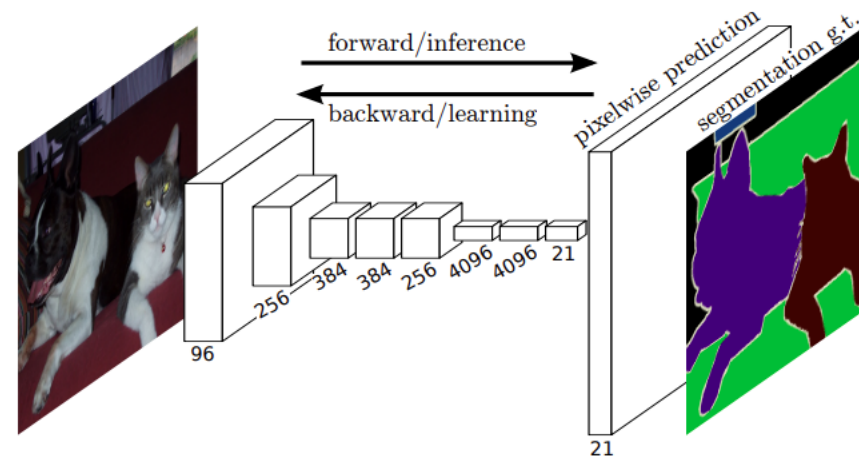 forward/inference
backward/learning
pixelwise prediction
segmentation g.t.
96
256
384
384
256
4096
4096
21
21